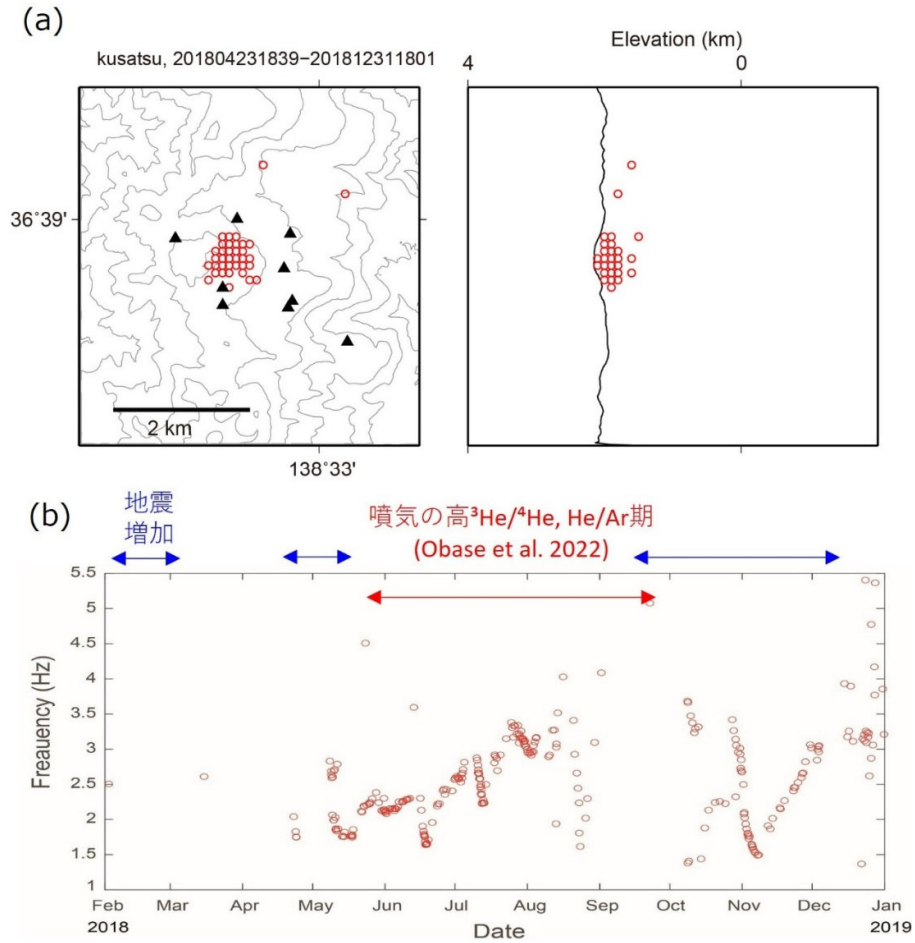 (a)
kusatsu, 201804231839−201812311801
Elevation (km)
4 0
36°39'
2 km
138°33'
(b)
地震
増加
噴気の高³He/⁴He, He/Ar期
(Obase et al. 2022)
5.5
5
4.5
4
3.5
3
2.5
2
1.5
1
Freauency (Hz)
Feb Mar Apr May Jun Jul Aug Sep Oct Nov Dec Jan
2018 2019
Date